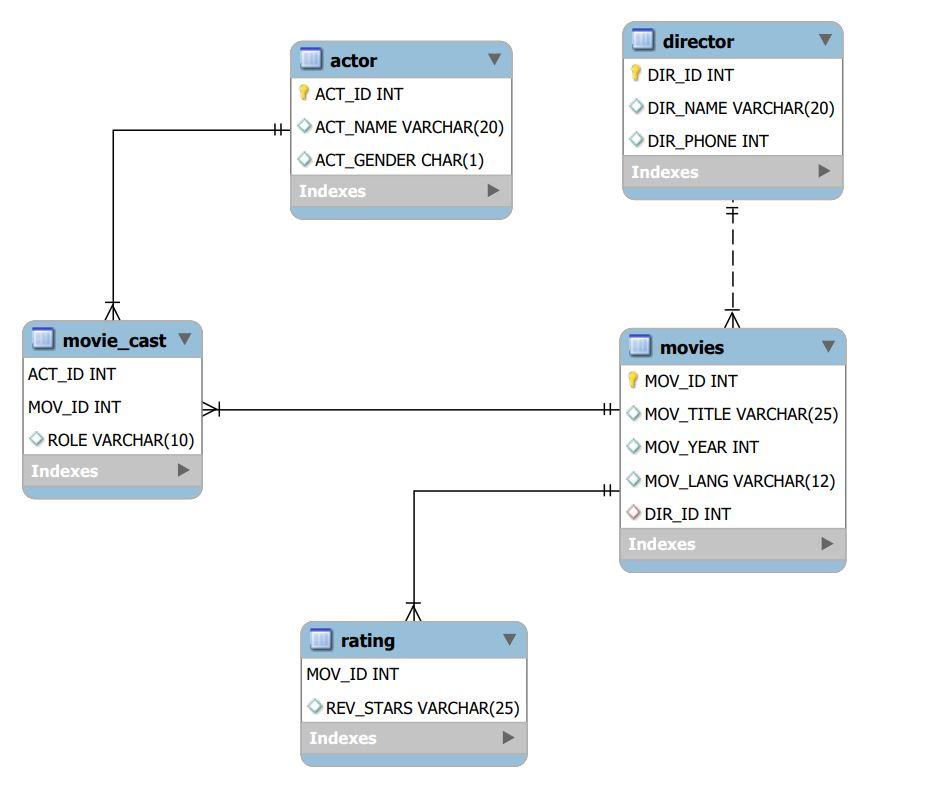 actor
ACT_ID INT
ACT_NAME VARCHAR(20)
ACT_GENDER CHAR(1)
Indexes
director
DIR_ID INT
DIR_NAME VARCHAR(20)
DIR_PHONE INT
Indexes
movie_cast
ACT_ID INT
MOV_ID INT
ROLE VARCHAR(10)
Indexes
movies
MOV_ID INT
MOV_TITLE VARCHAR(25)
MOV_YEAR INT
MOV_LANG VARCHAR(12)
DIR_ID INT
Indexes
rating
MOV_ID INT
REV_STARS VARCHAR(25)
Indexes